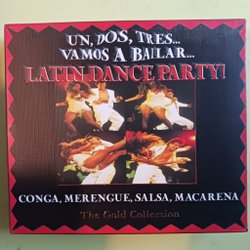 UN, DOS, TRES...
VAMOS A BAILAR...
LATIN DANCE PARTY!
CONGA, MERENGUE, SALSA, MACARENA
The Gold Collection